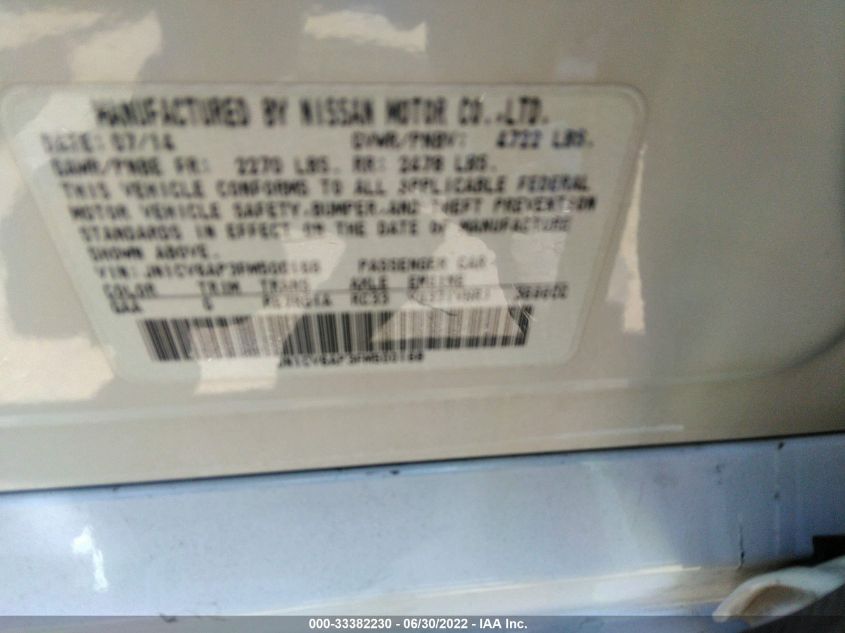 MANUFACTURED BY NISSAN MOTOR CO.,LTD.
DATE: 07/14 GVWR/PNBV: 4722 LBS.
GAWR/PNBE FR: 2270 LBS. RR: 2478 LBS.
THIS VEHICLE CONFORMS TO ALL APPLICABLE FEDERAL
MOTOR VEHICLE SAFETY,BUMPER,AND THEFT PREVENTION
STANDARDS IN EFFECT ON THE DATE OF MANUFACTURE
SHOWN ABOVE.
VIN: PASSENGER CAR
COLOR TRIM TRANS AXLE ENGINE
RC33
000-33382230 - 06/30/2022 - IAA Inc.